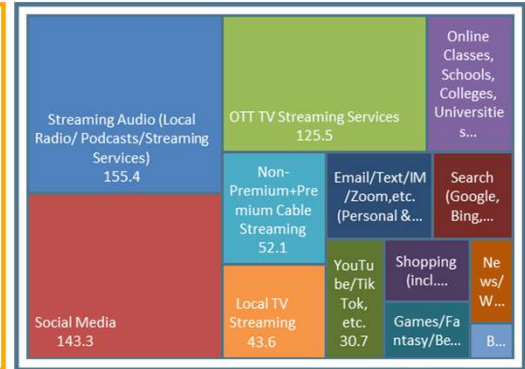 Streaming Audio (Local
Radio/ Podcasts/Streaming
Services)
155.4
Social Media
143.3
OTT TV Streaming Services
125.5
Online
Classes,
Schools,
Colleges,
Universitie
s...
Non-
Premium+Pre
mium Cable
Streaming
52.1
Local TV
Streaming
43.6
Email/Text/IM
/Zoom,etc.
(Personal &...
Search
(Google,
Bing,...
YouTu
be/Tik
Tok,
etc.
30.7
Shopping
(incl....
Games/Fa
ntasy/Be...
Ne
ws/
W...
B...